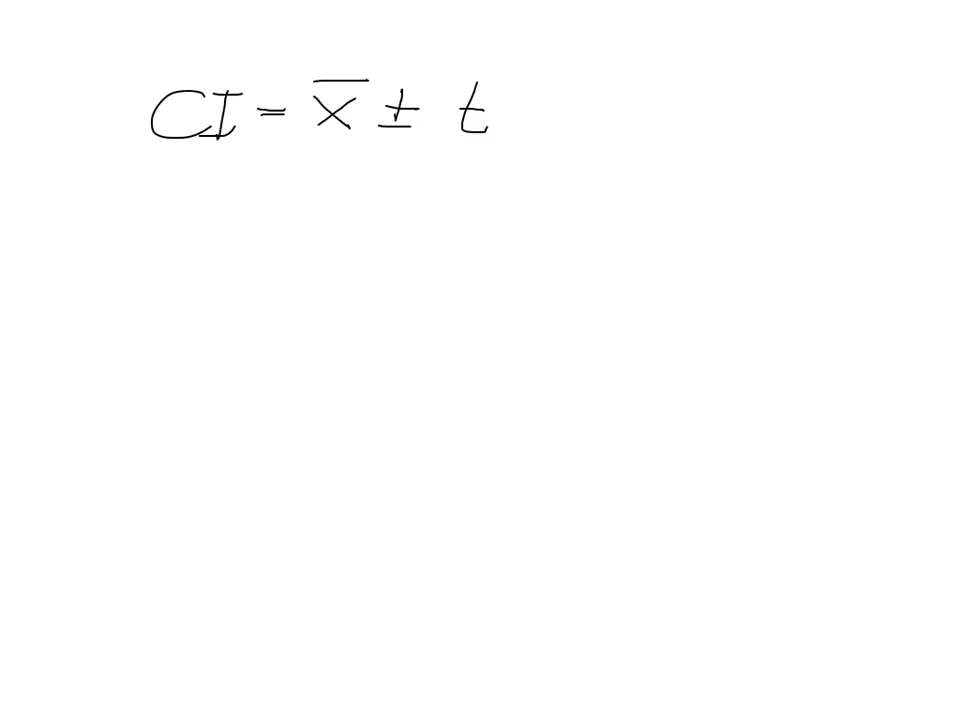 CI = x̄ ± t